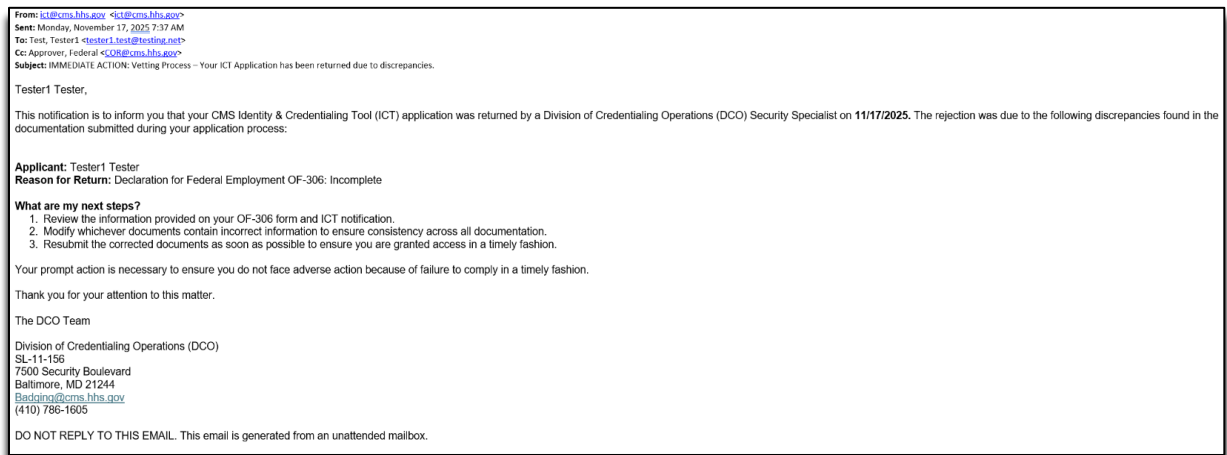 From: ict@cms.hhs.gov <ict@cms.hhs.gov>
Sent: Monday, November 17, 2025 7:37 AM
To: Test, Tester1 <tester1.test@testing.net>
Cc: Approver, Federal <COR@cms.hhs.gov>
Subject: IMMEDIATE ACTION: Vetting Process – Your ICT Application has been returned due to discrepancies.
Tester1 Tester,
This notification is to inform you that your CMS Identity & Credentialing Tool (ICT) application was returned by a Division of Credentialing Operations (DCO) Security Specialist on 11/17/2025. The rejection was due to the following discrepancies found in the
documentation submitted during your application process:
Applicant: Tester1 Tester
Reason for Return: Declaration for Federal Employment OF-306: Incomplete
What are my next steps?
1. Review the information provided on your OF-306 form and ICT notification.
2. Modify whichever documents contain incorrect information to ensure consistency across all documentation.
3. Resubmit the corrected documents as soon as possible to ensure you are granted access in a timely fashion.
Your prompt action is necessary to ensure you do not face adverse action because of failure to comply in a timely fashion.
Thank you for your attention to this matter.
The DCO Team
Division of Credentialing Operations (DCO)
SL-11-156
7500 Security Boulevard
Baltimore, MD 21244
Badging@cms.hhs.gov
(410) 786-1605
DO NOT REPLY TO THIS EMAIL. This email is generated from an unattended mailbox.